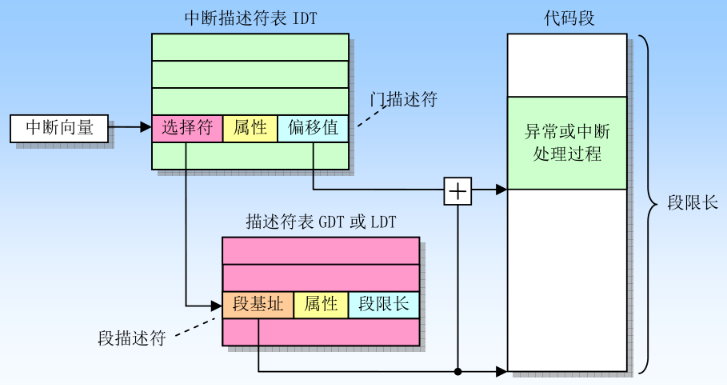 中断描述符表 IDT
代码段
门描述符
中断向量
选择符
属性
偏移值
异常或中断
处理过程
段限长
描述符表 GDT 或 LDT
段基址
属性
段限长
段描述符